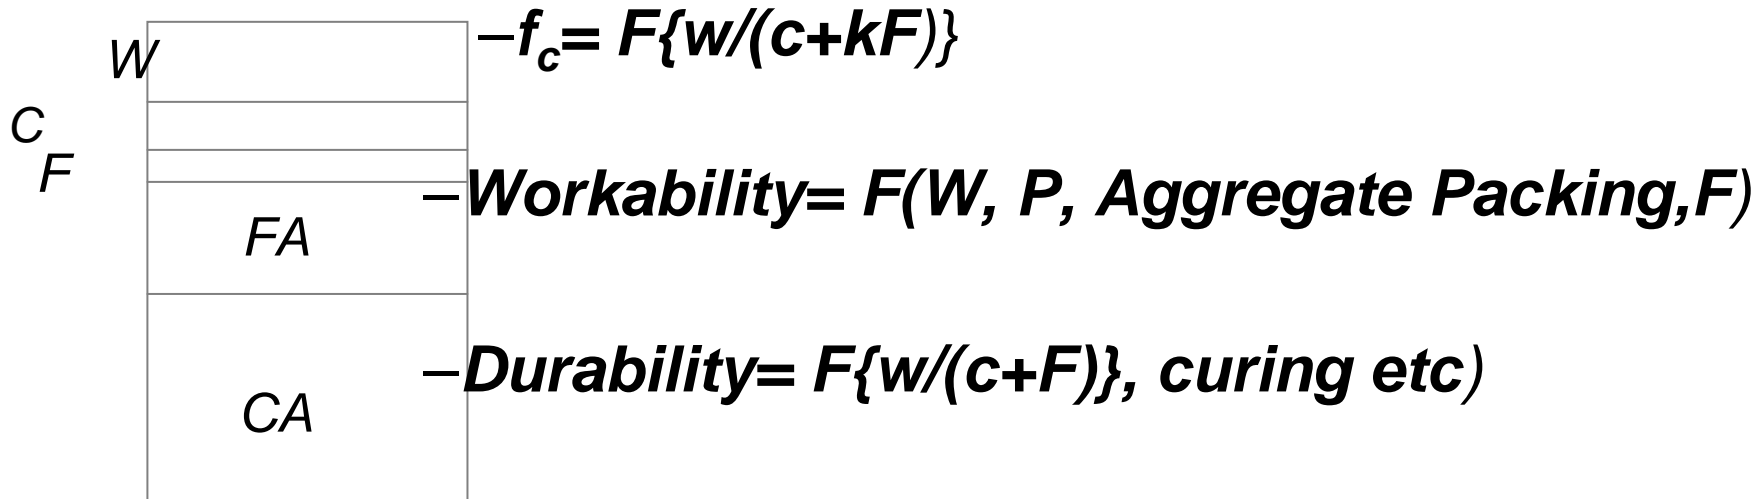 W
C
F
FA
CA
–fc= F{w/(c+kF)}
–Workability= F(W, P, Aggregate Packing,F)
–Durability= F{w/(c+F)}, curing etc)